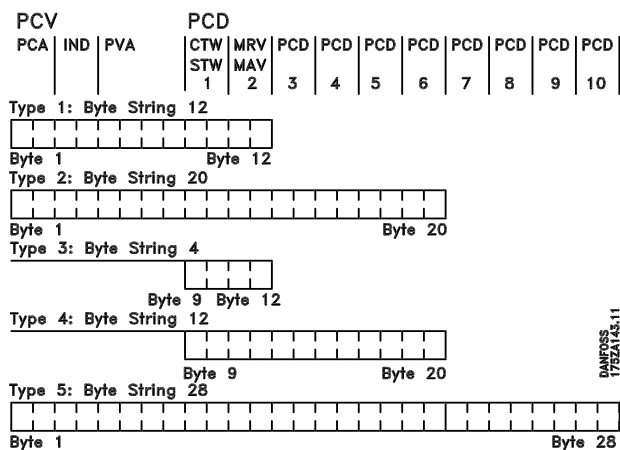 PCV PCD
PCA IND PVA CTW MRV PCD PCD PCD PCD PCD PCD PCD PCD
STW MAV
1 2 3 4 5 6 7 8 9 10
Type 1: Byte String 12
Byte 1 Byte 12
Type 2: Byte String 20
Byte 1 Byte 20
Type 3: Byte String 4
Byte 9 Byte 12
Type 4: Byte String 12
Byte 9 Byte 20
Type 5: Byte String 28
Byte 1 Byte 28
DANFOSS
175ZA143.11